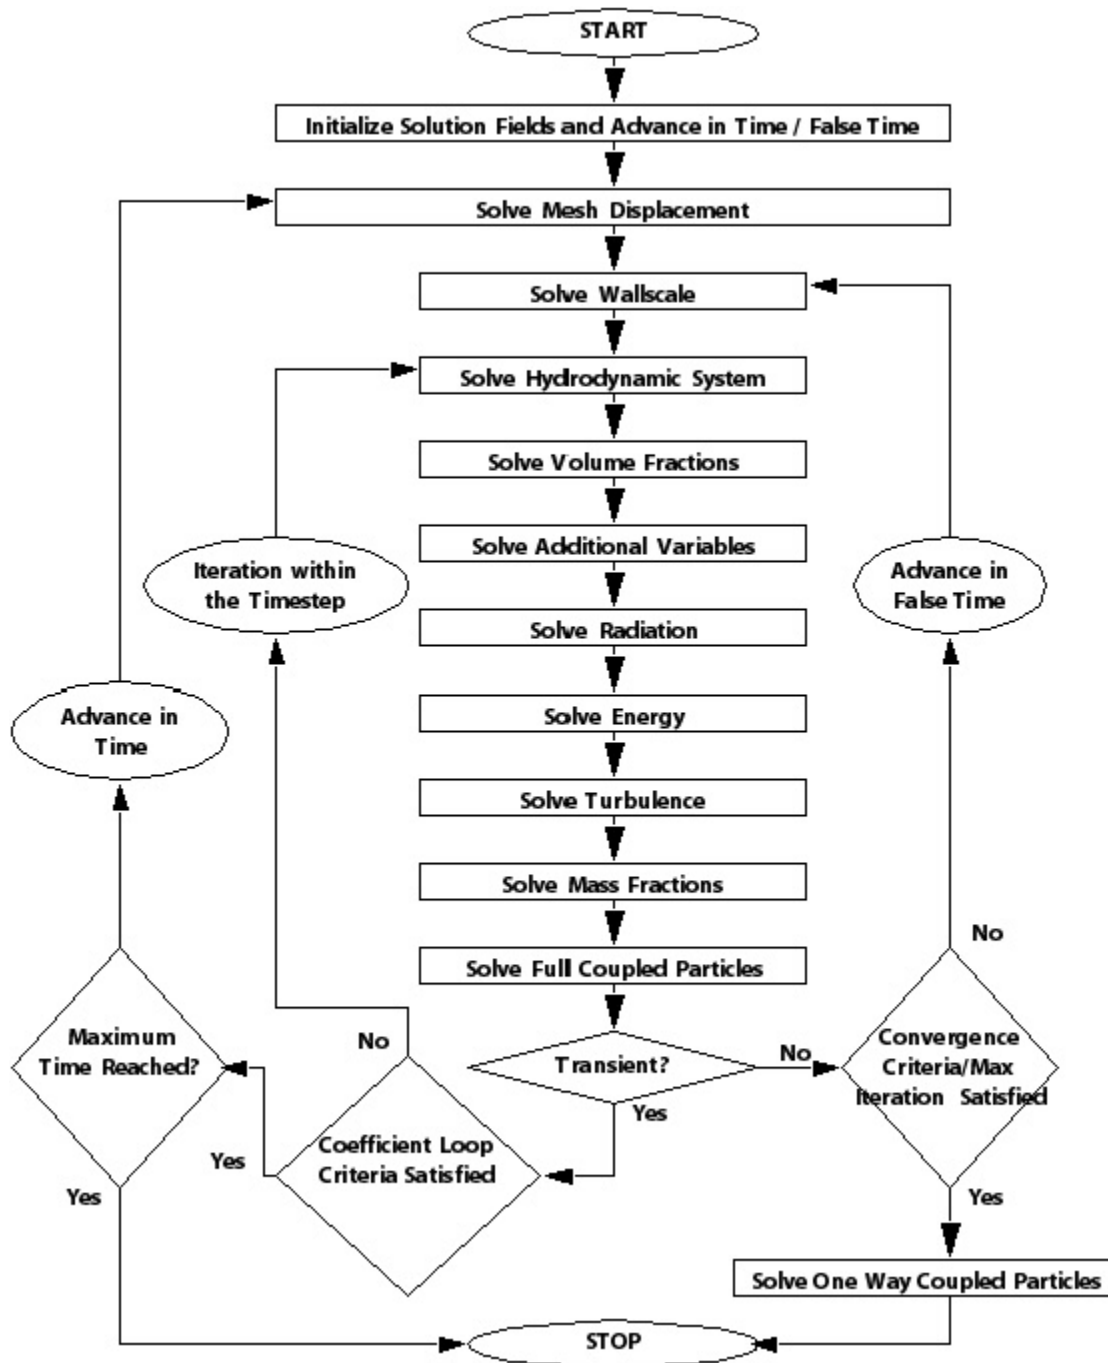 START
Initialize Solution Fields and Advance in Time / False Time
Solve Mesh Displacement
Solve Wallscale
Solve Hydrodynamic System
Solve Volume Fractions
Solve Additional Variables
Iteration within
the Timestep
Advance in
False Time
Solve Radiation
Solve Energy
Advance in
Time
Solve Turbulence
Solve Mass Fractions
Solve Full Coupled Particles
No
Maximum
Time Reached?
No
Transient?
No
Convergence
Criteria/Max
Iteration Satisfied
Yes
Coefficient Loop
Criteria Satisfied
Yes
Yes
Yes
Solve One Way Coupled Particles
STOP